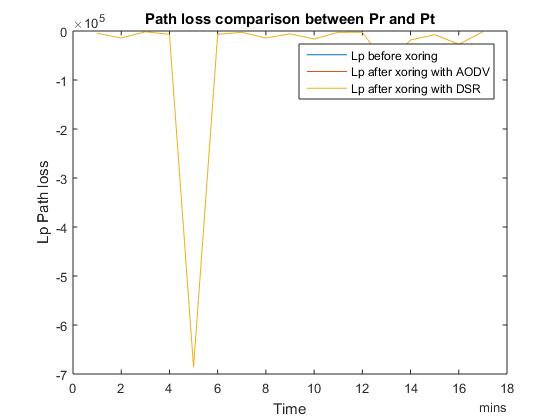 Path loss comparison between Pr and Pt
×10^5
0
-1
-2
-3
-4
-5
-6
-7
Lp Path loss
Lp before xoring
Lp after xoring with AODV
Lp after xoring with DSR
0 2 4 6 8 10 12 14 16 18
Time
mins